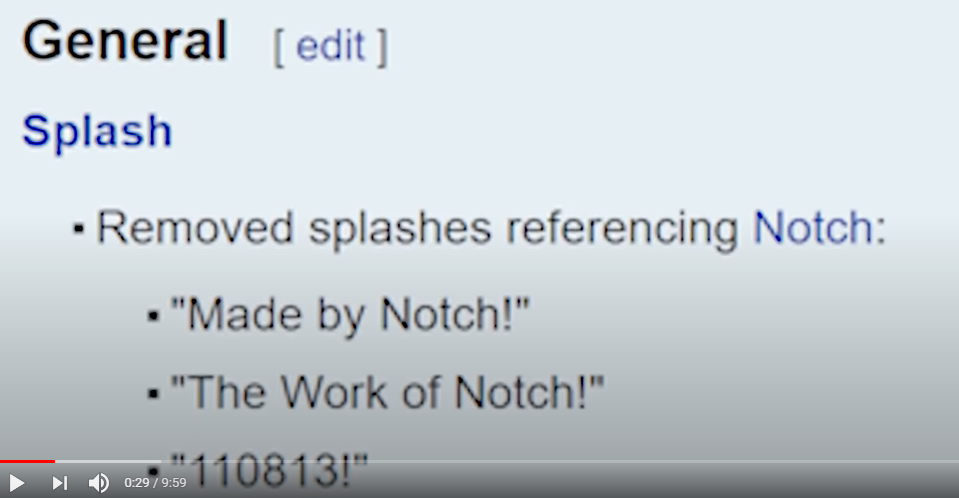 General [ edit ]
Splash
▪ Removed splashes referencing Notch:
▪ "Made by Notch!"
▪ "The Work of Notch!"
▪ "110813!"
0:29 / 9:59